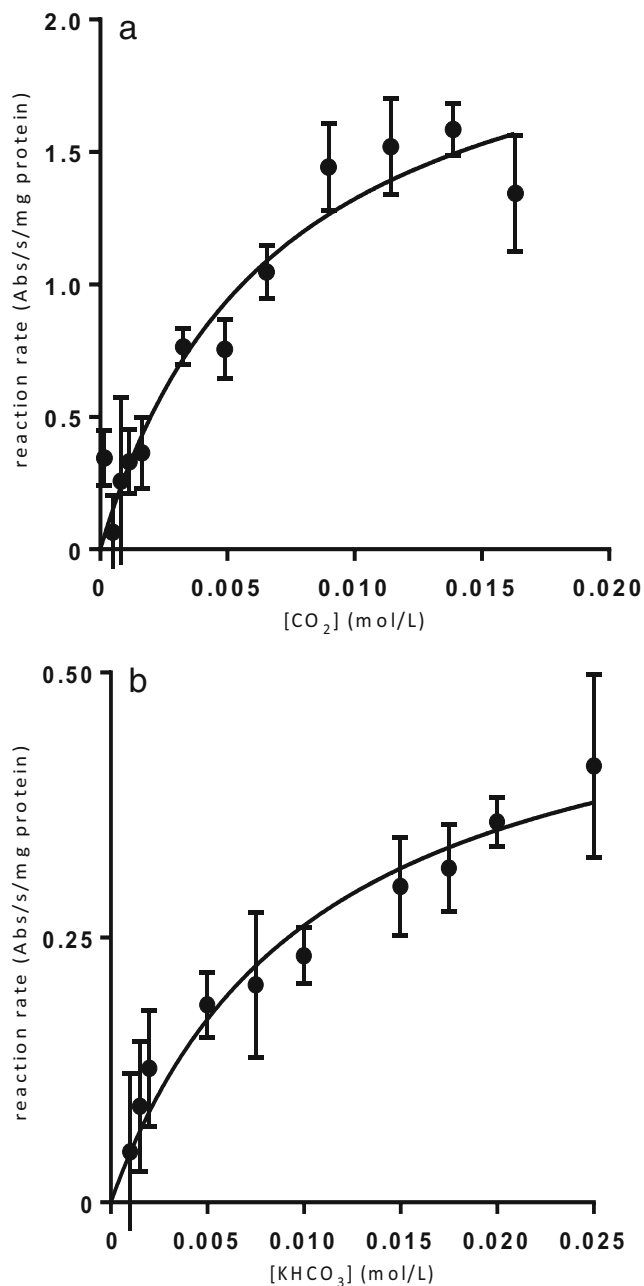 a
2.0
1.5
1.0
0.5
0
reaction rate (Abs/s/mg protein)
0 0.005 0.010 0.015 0.020
[CO₂] (mol/L)
b
0.50
0.25
0
reaction rate (Abs/s/mg protein)
0 0.005 0.010 0.015 0.020 0.025
[KHCO₃] (mol/L)